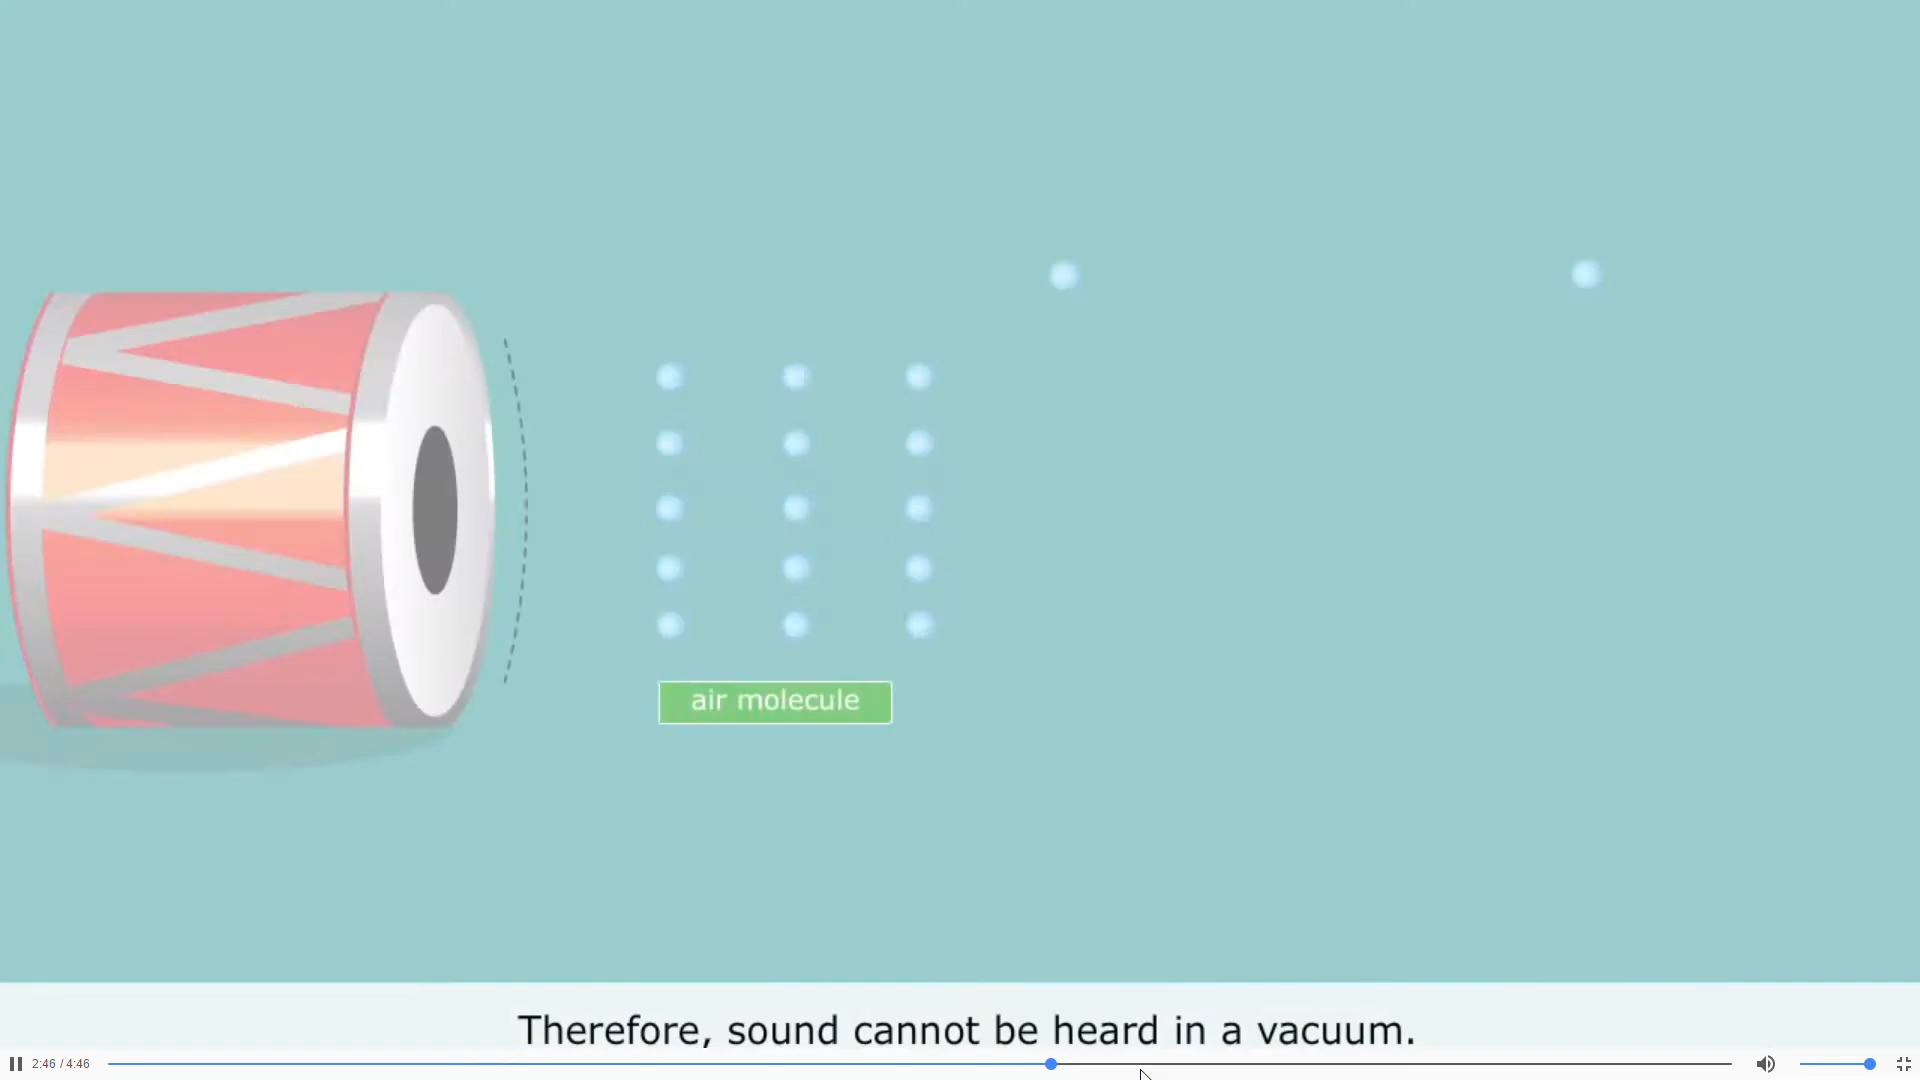 air molecule
Therefore, sound cannot be heard in a vacuum.
2:46 / 4:46